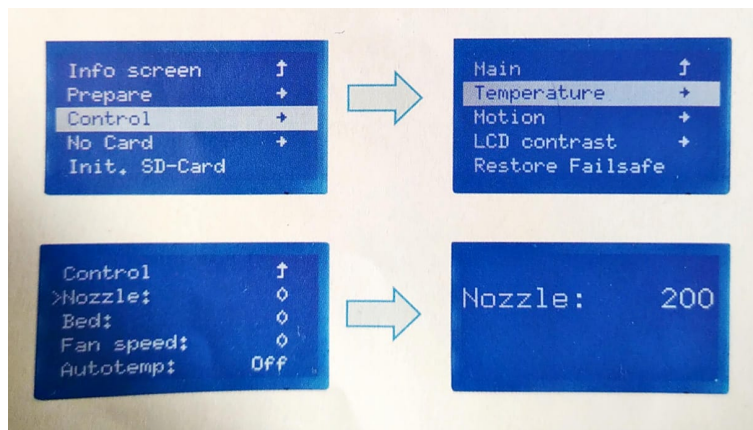 Info screen ↑
Prepare →
Control →
No Card →
Init. SD-Card
Main ↑
Temperature →
Motion →
LCD contrast →
Restore Failsafe
Control ↑
>Nozzle: 0
Bed: 0
Fan speed: 0
Autotemp: Off
Nozzle: 200